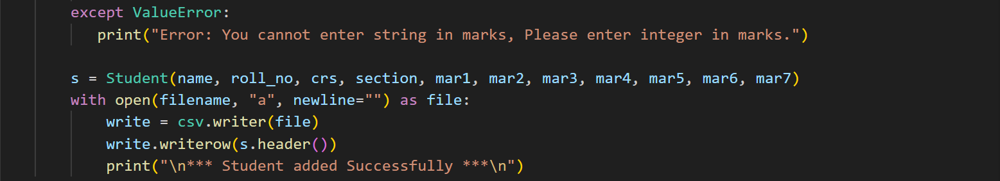 except ValueError:
print("Error: You cannot enter string in marks, Please enter integer in marks.")
s = Student(name, roll_no, crs, section, mar1, mar2, mar3, mar4, mar5, mar6, mar7)
with open(filename, "a", newline="") as file:
write = csv.writer(file)
write.writerow(s.header())
print("\n*** Student added Successfully ***\n")